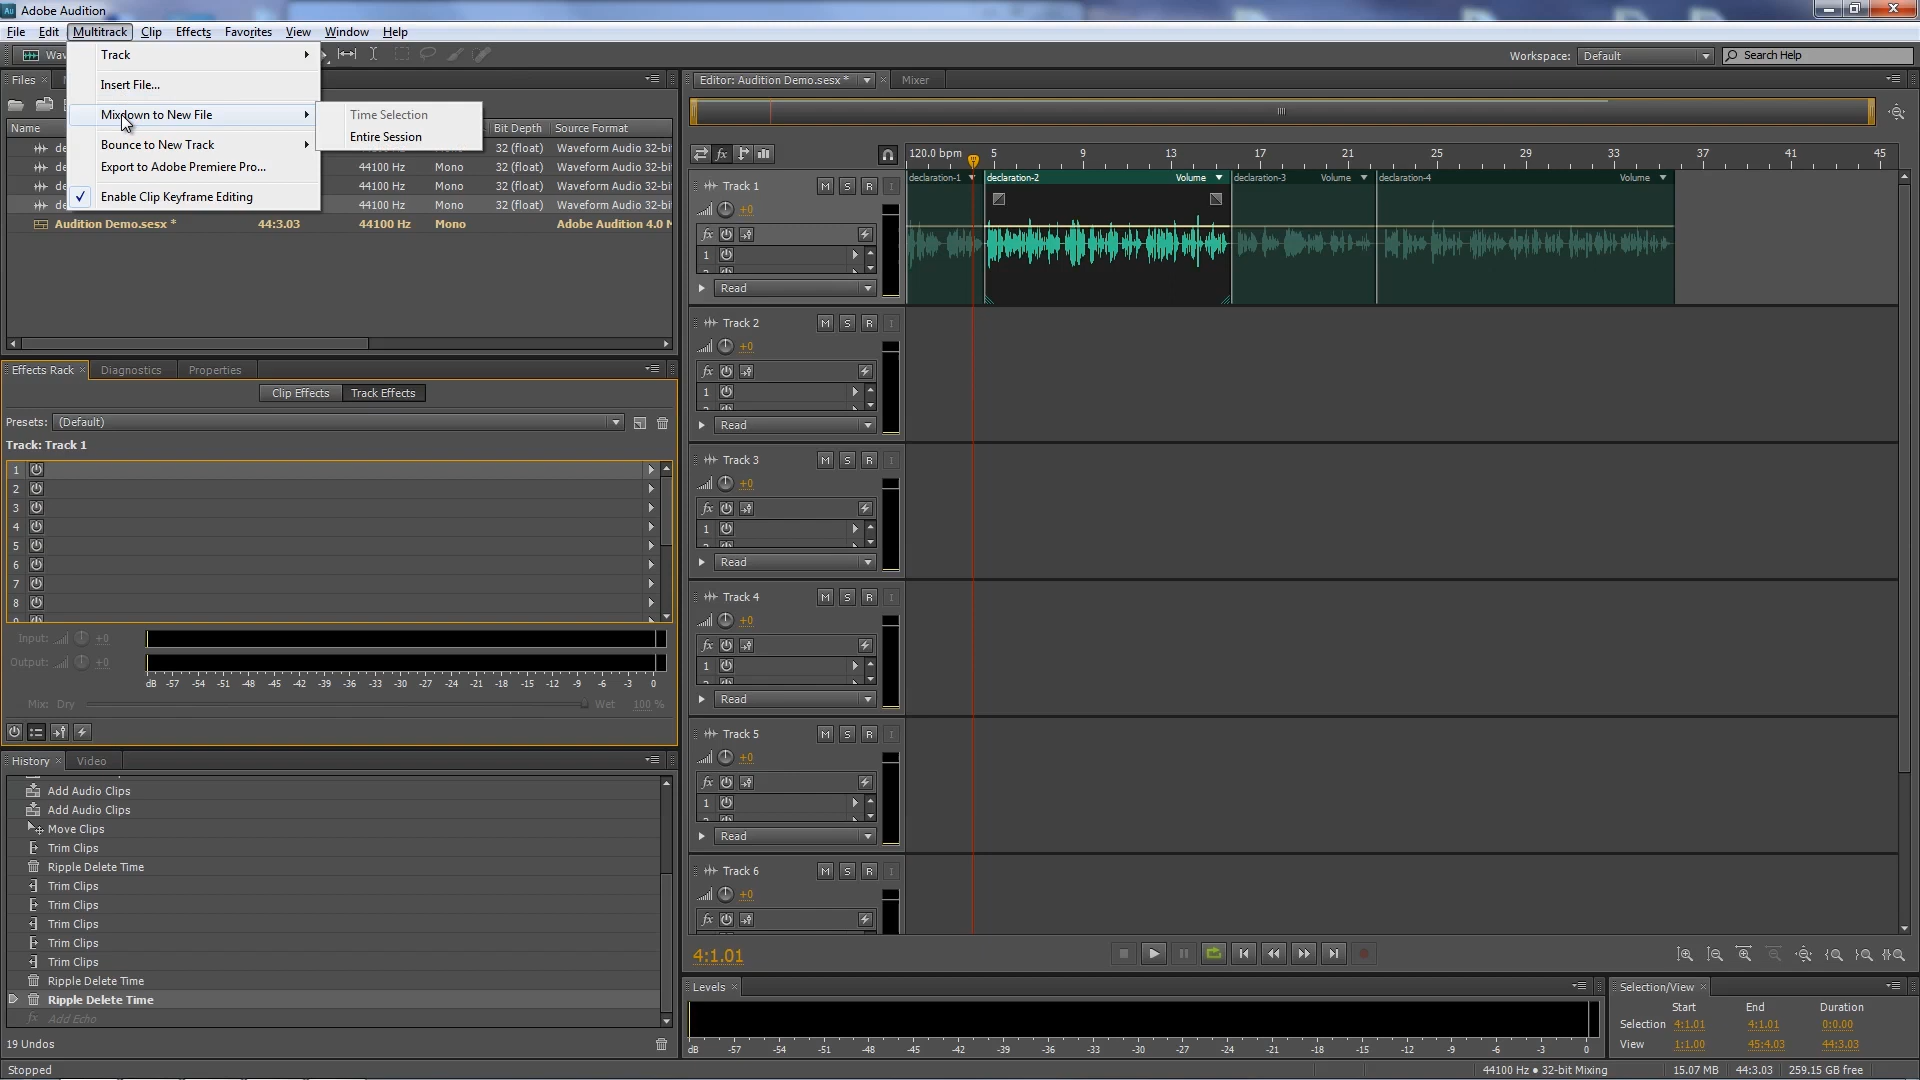 Au Adobe Audition
File Edit Multitrack Clip Effects Favorites View Window Help
Workspace: Default Search Help
Track
Insert File...
Mixdown to New File
Time Selection
Entire Session
Bounce to New Track
Export to Adobe Premiere Pro...
Enable Clip Keyframe Editing
Files
Name Bit Depth Source Format
32 (float) Waveform Audio 32-bit
44100 Hz Mono 32 (float) Waveform Audio 32-bit
44100 Hz Mono 32 (float) Waveform Audio 32-bit
44100 Hz Mono 32 (float) Waveform Audio 32-bit
Audition Demo.sesx * 44:3.03 44100 Hz Mono Adobe Audition 4.0
Effects Rack Diagnostics Properties
Clip Effects Track Effects
Presets: (Default)
Track: Track 1
1
2
3
4
5
6
7
8
Input: +0
Output: +0
dB -57 -54 -51 -48 -45 -42 -39 -36 -33 -30 -27 -24 -21 -18 -15 -12 -9 -6 -3 0
Mix: Dry Wet 100 %
History Video
Add Audio Clips
Add Audio Clips
Move Clips
Trim Clips
Ripple Delete Time
Trim Clips
Trim Clips
Trim Clips
Trim Clips
Trim Clips
Ripple Delete Time
Ripple Delete Time
Add Echo
19 Undos
Stopped
Editor: Audition Demo.sesx * Mixer
120.0 bpm 5 9 13 17 21 25 29 33 37 41 45
declaration-1 declaration-2 Volume declaration-3 Volume declaration-4 Volume
Track 1 M S R I
+0
fx
1
Read
Track 2 M S R I
+0
fx
1
Read
Track 3 M S R I
+0
fx
1
Read
Track 4 M S R I
+0
fx
1
Read
Track 5 M S R I
+0
fx
1
Read
Track 6 M S R I
+0
fx
4:1.01
Levels
dB -57 -54 -51 -48 -45 -42 -39 -36 -33 -30 -27 -24 -21 -18 -15 -12 -9 -6 -3 0
Selection/View
Start End Duration
Selection 4:1.01 4:1.01 0:0.00
View 1:1.00 45:4.03 44:3.03
44100 Hz • 32-bit Mixing 15.07 MB 44:3.03 259.15 GB free